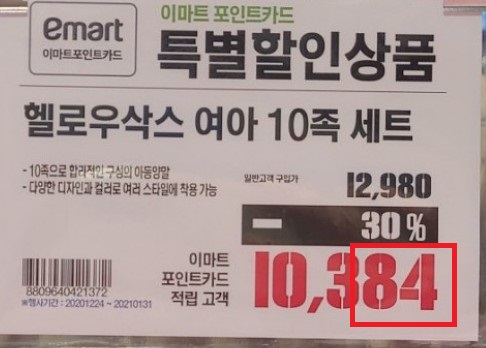 emart
이마트포인트카드
이마트 포인트카드
특별할인상품
헬로우삭스 여아 10족 세트
- 10족으로 합리적인 구성의 아동양말
- 다양한 디자인과 컬러로 여러 스타일에 착용 가능
일반고객 구입가
12,980
- 30%
이마트
포인트카드
적립 고객
10,384
8809640421372
※행사기간 : 20201224 ~ 20210131